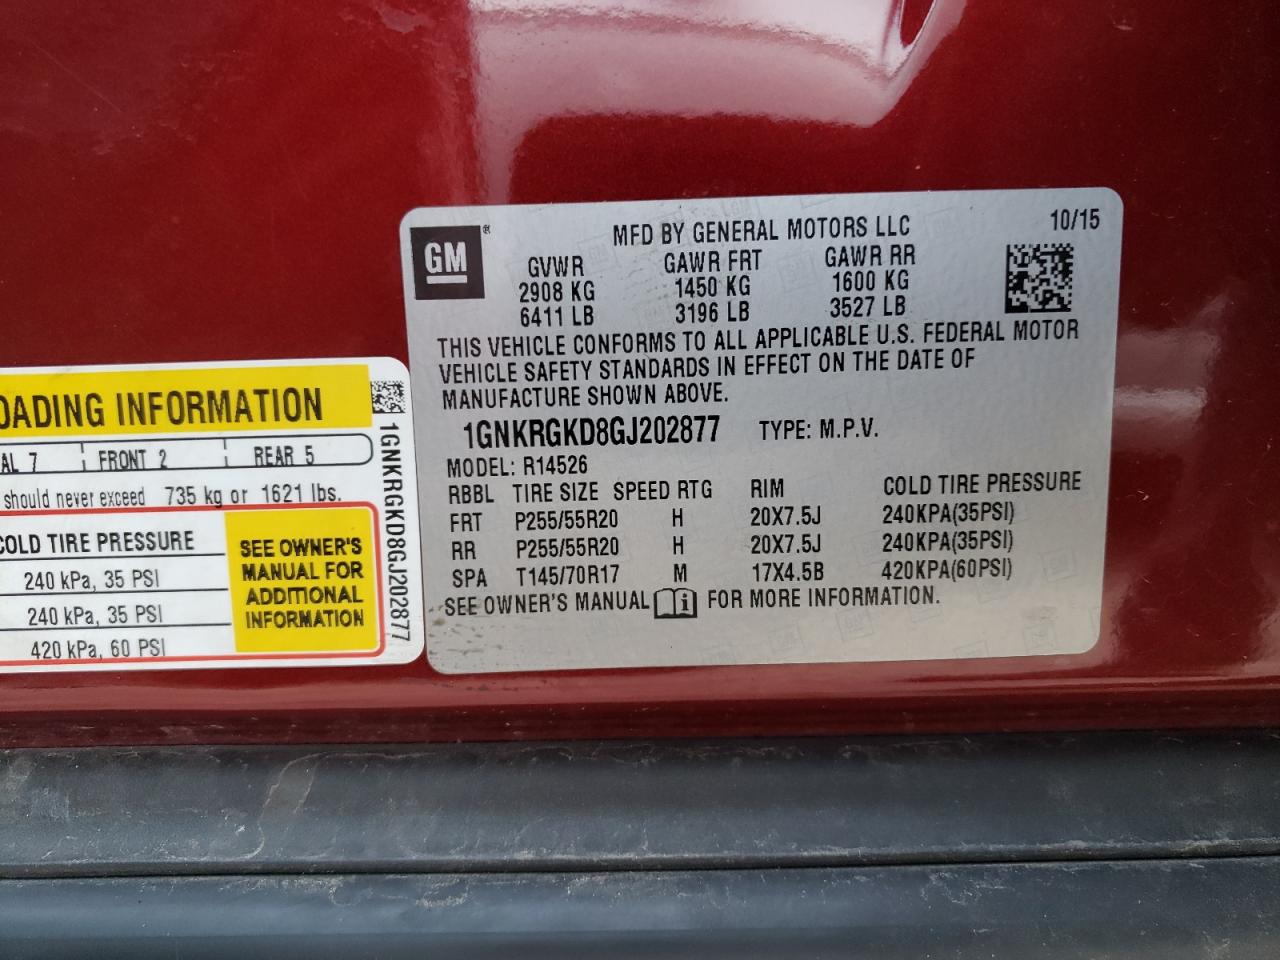 GM®
MFD BY GENERAL MOTORS LLC 10/15
GVWR GAWR FRT GAWR RR
2908 KG 1450 KG 1600 KG
6411 LB 3196 LB 3527 LB
THIS VEHICLE CONFORMS TO ALL APPLICABLE U.S. FEDERAL MOTOR
VEHICLE SAFETY STANDARDS IN EFFECT ON THE DATE OF
MANUFACTURE SHOWN ABOVE.
1GNKRGKD8GJ202877 TYPE: M.P.V.
MODEL: R14526
RBBL TIRE SIZE SPEED RTG RIM COLD TIRE PRESSURE
FRT P255/55R20 H 20X7.5J 240KPA(35PSI)
RR P255/55R20 H 20X7.5J 240KPA(35PSI)
SPA T145/70R17 M 17X4.5B 420KPA(60PSI)
SEE OWNER'S MANUAL i FOR MORE INFORMATION.
OADING INFORMATION
AL 7 FRONT 2 REAR 5
should never exceed 735 kg or 1621 lbs.
COLD TIRE PRESSURE
240 kPa, 35 PSI
240 kPa, 35 PSI
420 kPa, 60 PSI
SEE OWNER'S
MANUAL FOR
ADDITIONAL
INFORMATION
1GNKRGKD8GJ202877